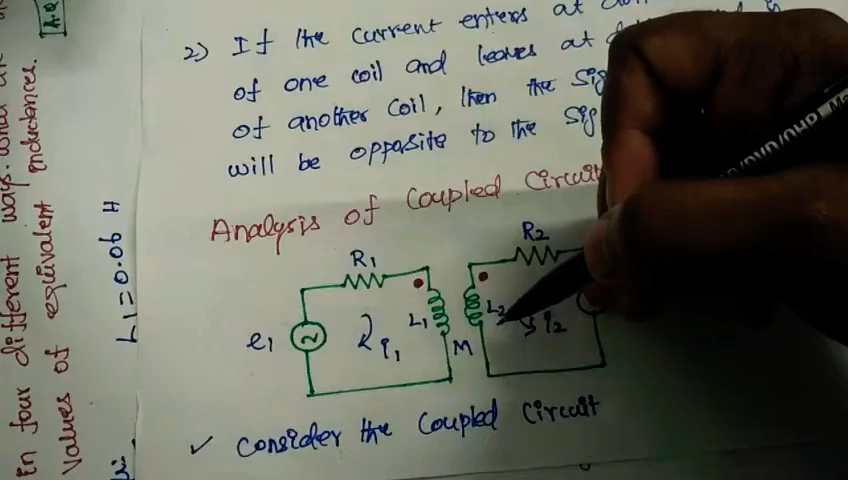 2) If the current enters at
of one coil and leaves at
of another coil, then the
will be opposite to the
Analysis of Coupled Circuit
R1
R2
e1
L1
M
L2
i1
i2
✓ Consider the Coupled Circuit
in four different ways. What
values of equivalent inductances.
L1 = 0.06 H